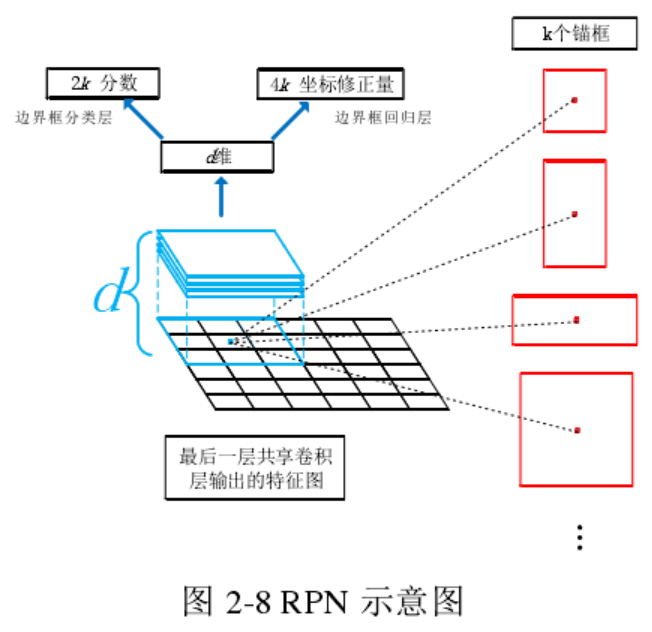 k个锚框
2k 分数
4k 坐标修正量
边界框分类层
边界框回归层
d维
d
最后一层共享卷积
层输出的特征图
图 2-8 RPN 示意图